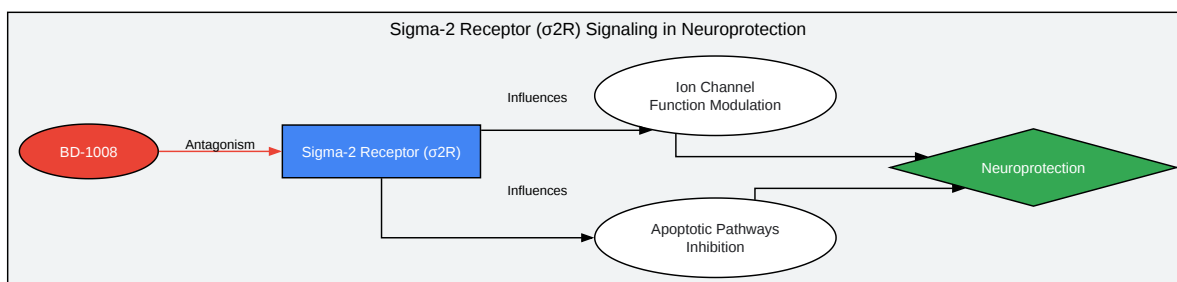 Sigma-2 Receptor (σ2R) Signaling in Neuroprotection
Influences
Ion Channel
Function Modulation
BD-1008
Antagonism
Sigma-2 Receptor (σ2R)
Neuroprotection
Influences
Apoptotic Pathways
Inhibition